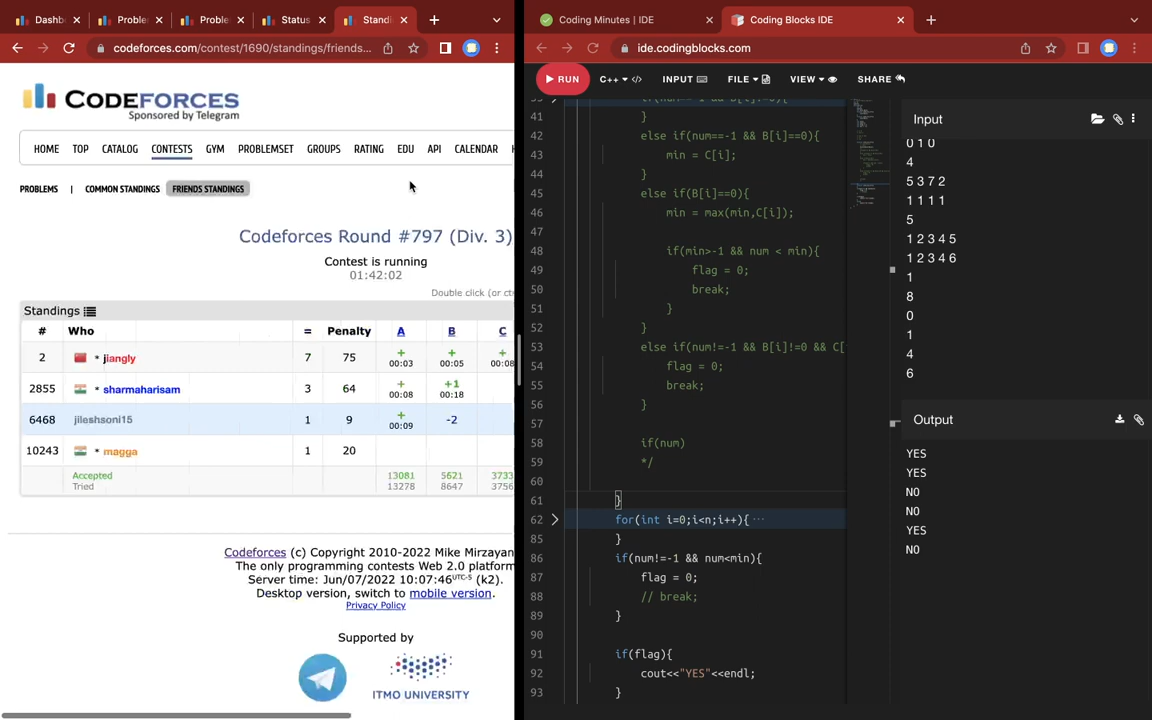 Dashb
Probler
Proble
Status
Standi
codeforces.com/contest/1690/standings/friends...
CODEFORCES
Sponsored by Telegram
HOME TOP CATALOG CONTESTS GYM PROBLEMSET GROUPS RATING EDU API CALENDAR
PROBLEMS | COMMON STANDINGS FRIENDS STANDINGS
Codeforces Round #797 (Div. 3)
Contest is running
01:42:02
Double click (or ct
Standings
# Who = Penalty A B C
2 * jiangly 7 75 + 00:03 + 00:05 + 00:08
2855 * sharmaharisam 3 64 + 00:08 +1 00:18
6468 jileshsoni15 1 9 + 00:09 -2
10243 * magga 1 20
Accepted 13081 5621 3733
Tried 13278 8647 3756
Codeforces (c) Copyright 2010-2022 Mike Mirzayan
The only programming contests Web 2.0 platform
Server time: Jun/07/2022 10:07:46 UTC-5 (k2).
Desktop version, switch to mobile version.
Privacy Policy
Supported by
ITMO UNIVERSITY
Coding Minutes | IDE
Coding Blocks IDE
ide.codingblocks.com
RUN C++ INPUT FILE VIEW SHARE
41 }
42 else if(num==-1 && B[i]==0){
43 min = C[i];
44 }
45 else if(B[i]==0){
46 min = max(min,C[i]);
47
48 if(min>-1 && num < min){
49 flag = 0;
50 break;
51 }
52 }
53 else if(num!=-1 && B[i]!=0 && C[
54 flag = 0;
55 break;
56 }
57
58 if(num)
59 */
60
61 }
62 for(int i=0;i<n;i++){ ...
85 }
86 if(num!=-1 && num<min){
87 flag = 0;
88 // break;
89 }
90
91 if(flag){
92 cout<<"YES"<<endl;
93 }
Input
0 1 0
4
5 3 7 2
1 1 1 1
5
1 2 3 4 5
1 2 3 4 6
1
8
0
1
4
6
Output
YES
YES
NO
NO
YES
NO